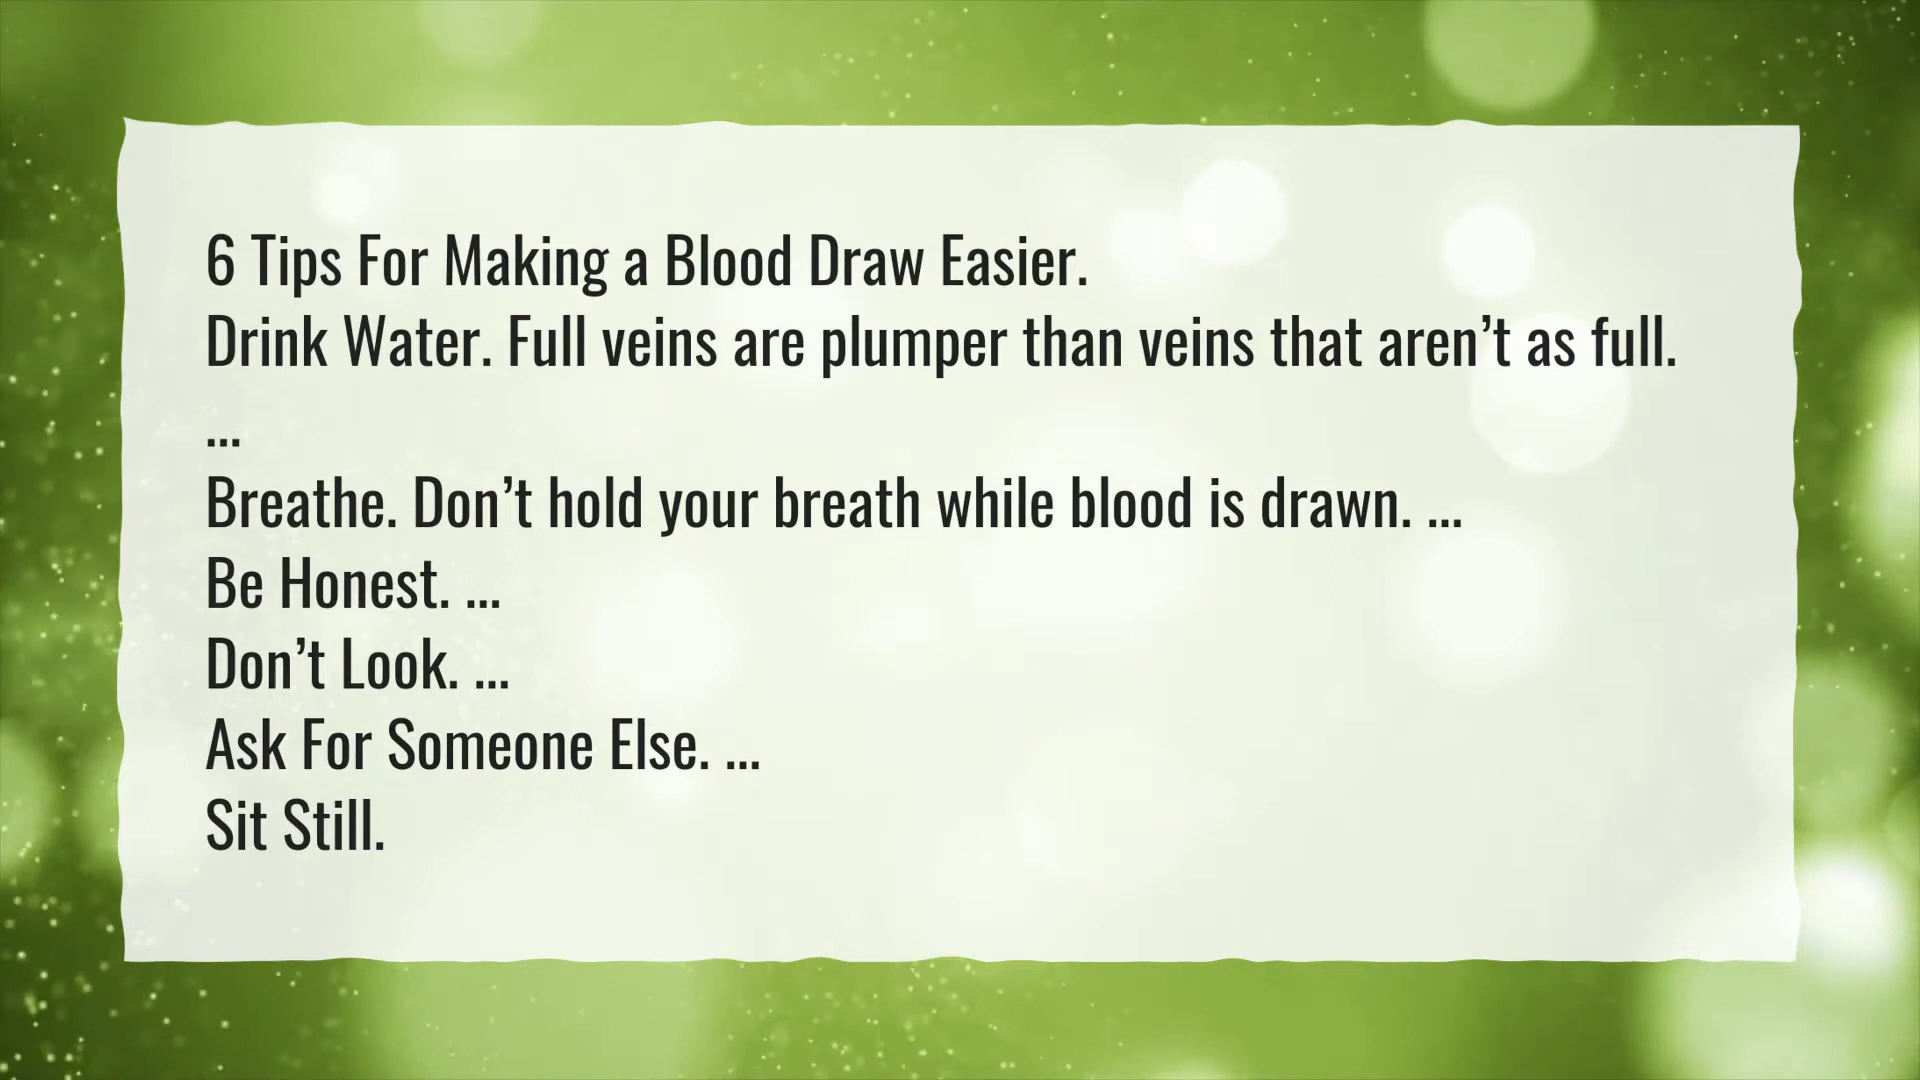 6 Tips For Making a Blood Draw Easier.
Drink Water. Full veins are plumper than veins that aren’t as full.
...
Breathe. Don’t hold your breath while blood is drawn. ...
Be Honest. ...
Don’t Look. ...
Ask For Someone Else. ...
Sit Still.